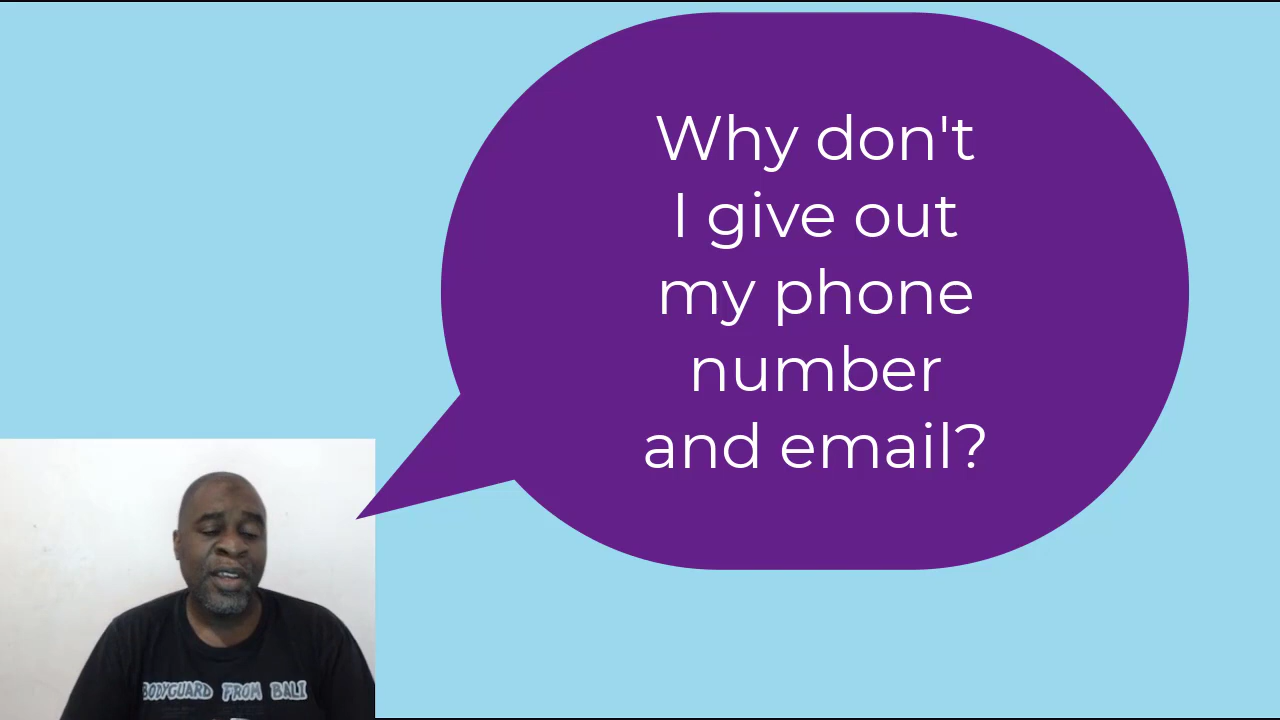 Why don't
I give out
my phone
number
and email?
BODYGUARD FROM BALI